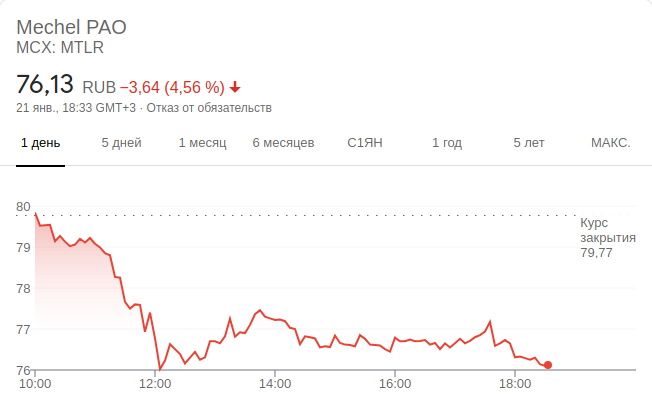 Mechel PAO
MCX: MTLR
76,13 RUB −3,64 (4,56 %)
21 янв., 18:33 GMT+3 · Отказ от обязательств
1 день 5 дней 1 месяц 6 месяцев С1ЯН 1 год 5 лет МАКС.
80
Курс
закрытия
79,77
79
78
77
76
10:00 12:00 14:00 16:00 18:00